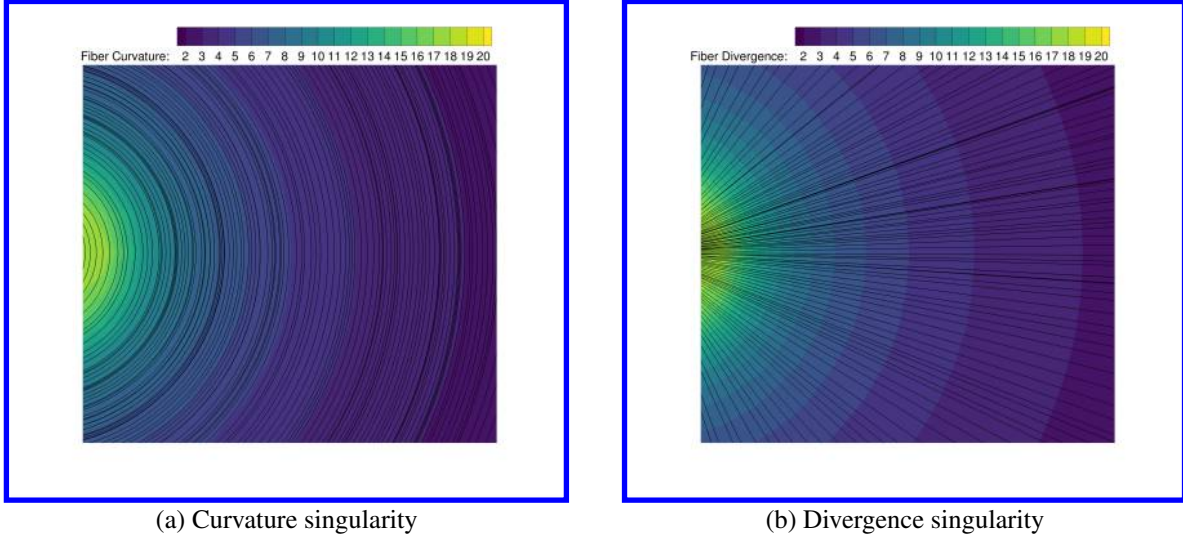 Fiber Curvature: 2 3 4 5 6 7 8 9 10 11 12 13 14 15 16 17 18 19 20
Fiber Divergence: 2 3 4 5 6 7 8 9 10 11 12 13 14 15 16 17 18 19 20
(a) Curvature singularity
(b) Divergence singularity